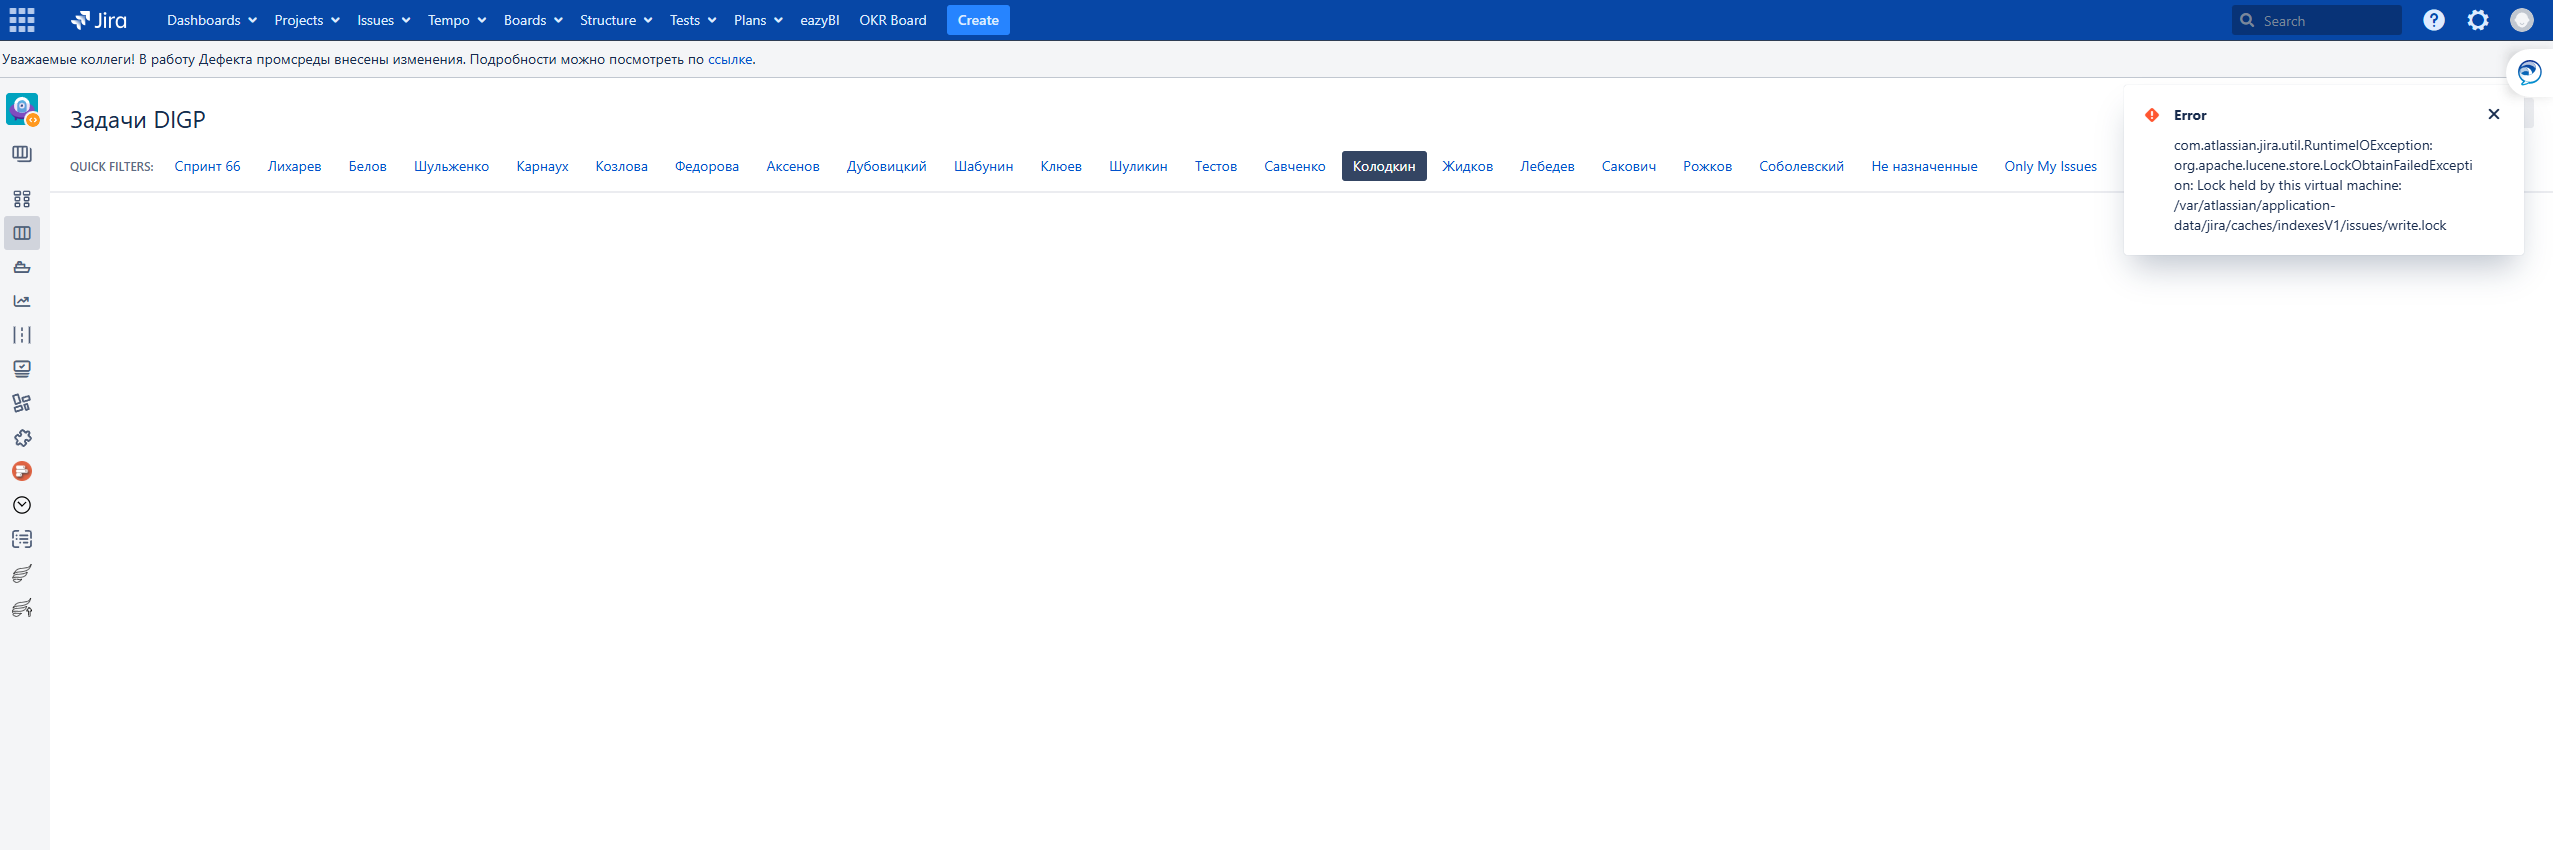 Jira Dashboards Projects Issues Tempo Boards Structure Tests Plans eazyBI OKR Board Create Search
Уважаемые коллеги! В работу Дефекта промсреды внесены изменения. Подробности можно посмотреть по ссылке.
Задачи DIGP
QUICK FILTERS: Спринт 66 Лихарев Белов Шульженко Карнаух Козлова Федорова Аксенов Дубовицкий Шабунин Клюев Шуликин Тестов Савченко Колодкин Жидков Лебедев Сакович Рожков Соболевский Не назначенные Only My Issues
Error
com.atlassian.jira.util.RuntimeIOException:
org.apache.lucene.store.LockObtainFailedExcepti
on: Lock held by this virtual machine:
/var/atlassian/application-
data/jira/caches/indexesV1/issues/write.lock